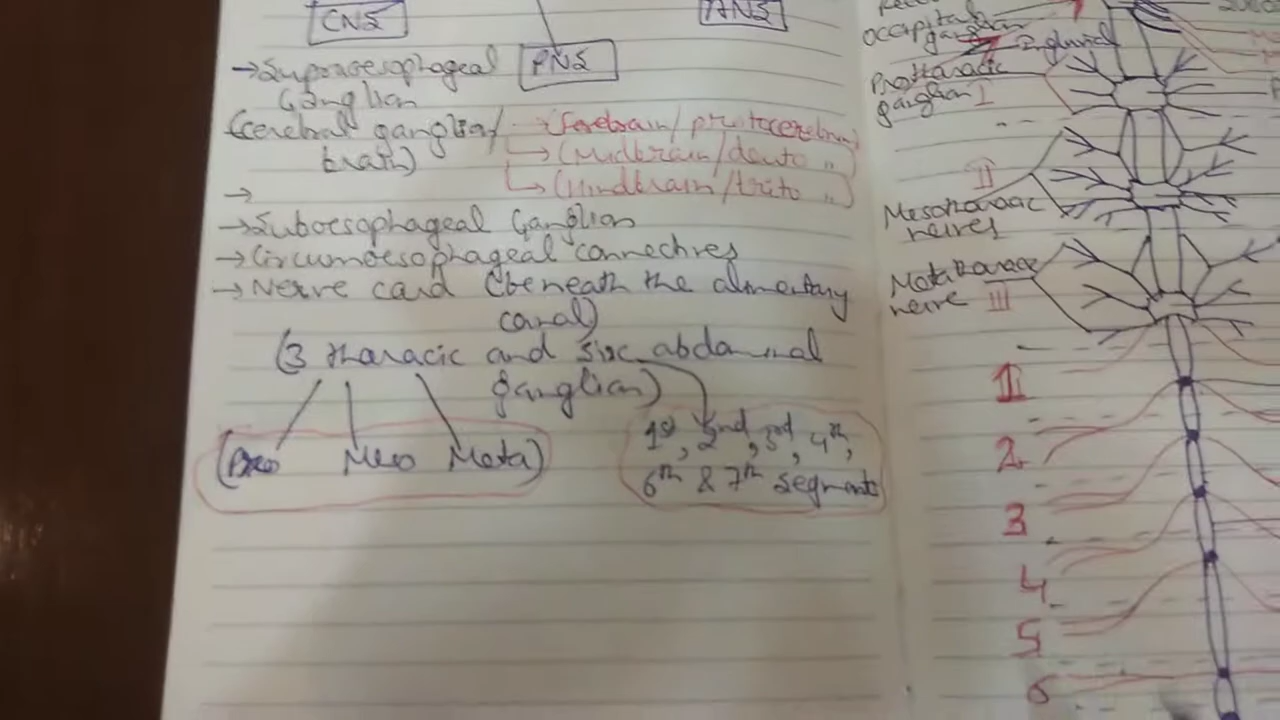 CNS
ANS
PNS
→ Supraoesophageal
Ganglion
(cerebral ganglia/
brain)
→ (Forebrain/protocerebrum)
→ (Midbrain/deuto ")
→ (Hindbrain/trito ")
→
→ Suboesophageal Ganglion
→ Circumoesophageal connectives
→ Nerve cord (beneath the alimentary
canal)
(3 thoracic and six abdominal
ganglion)
(Pro Meso Meta)
1st, 2nd, 3rd, 4th,
6th & 7th segments
occipital
ganglion
Ingluvial
Prothoracic
ganglion I
II
Mesothoracic
nerves
Metathoracic
nerve III
1
2
3
4
5
6